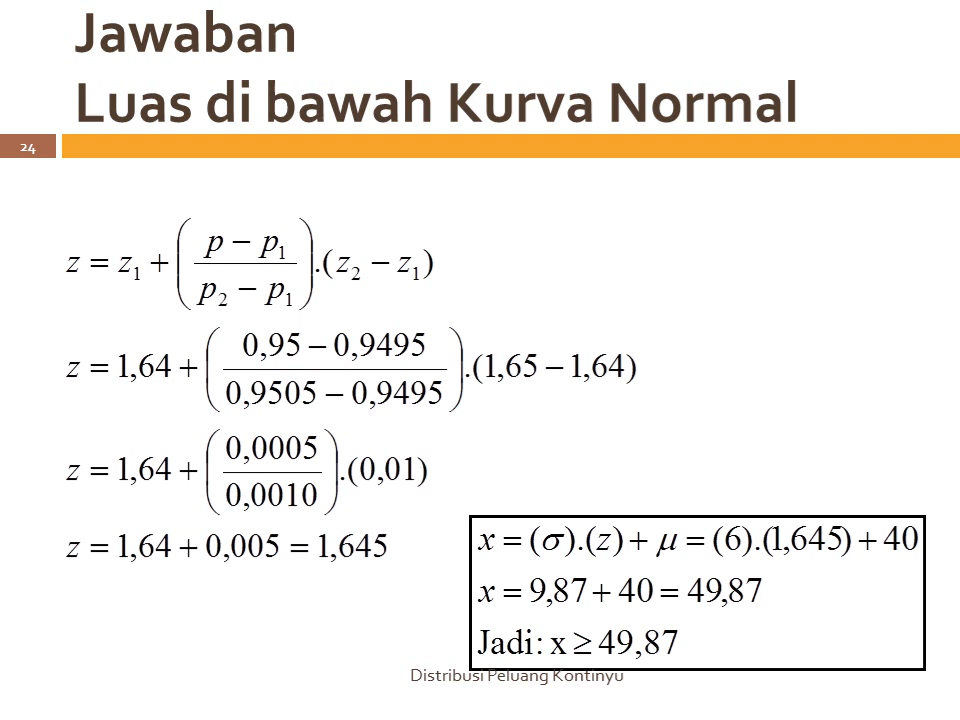 Jawaban
Luas di bawah Kurva Normal
24
z = z₁ + ( (p − p₁) / (p₂ − p₁) ).(z₂ − z₁)
z = 1,64 + ( (0,95 − 0,9495) / (0,9505 − 0,9495) ).(1,65 − 1,64)
z = 1,64 + ( 0,0005 / 0,0010 ).(0,01)
z = 1,64 + 0,005 = 1,645
x = (σ).(z) + μ = (6).(1,645) + 40
x = 9,87 + 40 = 49,87
Jadi: x ≥ 49,87
Distribusi Peluang Kontinyu